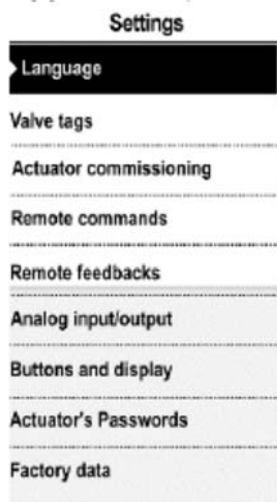 Settings
Language
Valve tags
Actuator commissioning
Remote commands
Remote feedbacks
Analog input/output
Buttons and display
Actuator's Passwords
Factory data